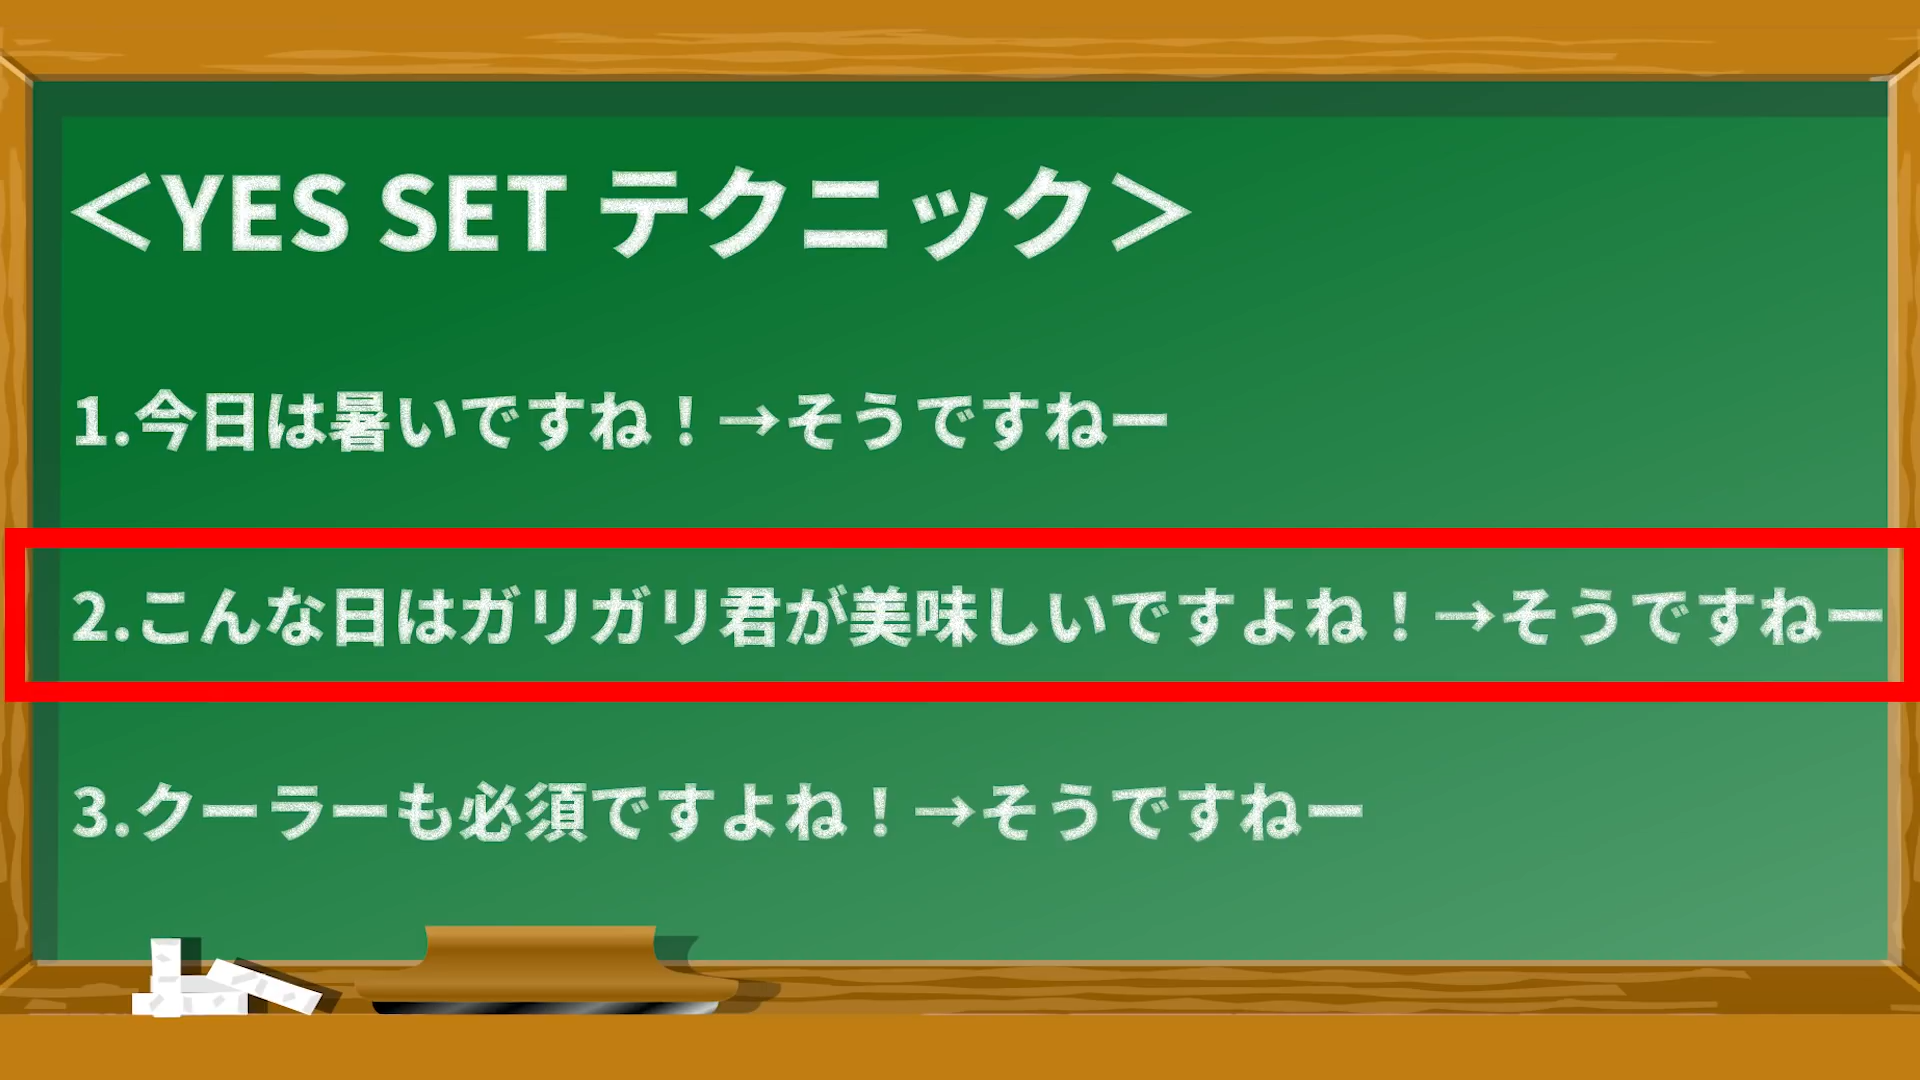 ＜YES SET テクニック＞
1.今日は暑いですね！→そうですねー
2.こんな日はガリガリ君が美味しいですよね！→そうですねー
3.クーラーも必須ですよね！→そうですねー